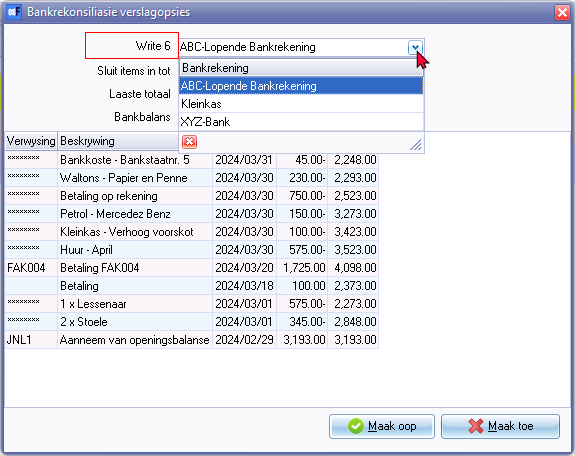 Bankrekonsiliasie verslagopsies
Write 6 ABC-Lopende Bankrekening
Sluit items in tot
Laaste totaal
Bankbalans
Bankrekening
ABC-Lopende Bankrekening
Kleinkas
XYZ-Bank
Verwysing Beskrywing
******** Bankkoste - Bankstaatnr. 5 2024/03/31 45.00- 2,248.00
******** Waltons - Papier en Penne 2024/03/30 230.00- 2,293.00
******** Betaling op rekening 2024/03/30 750.00- 2,523.00
******** Petrol - Mercedez Benz 2024/03/30 150.00- 3,273.00
******** Kleinkas - Verhoog voorskot 2024/03/30 100.00- 3,423.00
******** Huur - April 2024/03/30 575.00- 3,523.00
FAK004 Betaling FAK004 2024/03/20 1,725.00 4,098.00
Betaling 2024/03/18 100.00 2,373.00
******** 1 x Lessenaar 2024/03/01 575.00- 2,273.00
******** 2 x Stoele 2024/03/01 345.00- 2,848.00
JNL1 Aanneem van openingsbalanse 2024/02/29 3,193.00 3,193.00
Maak oop Maak toe